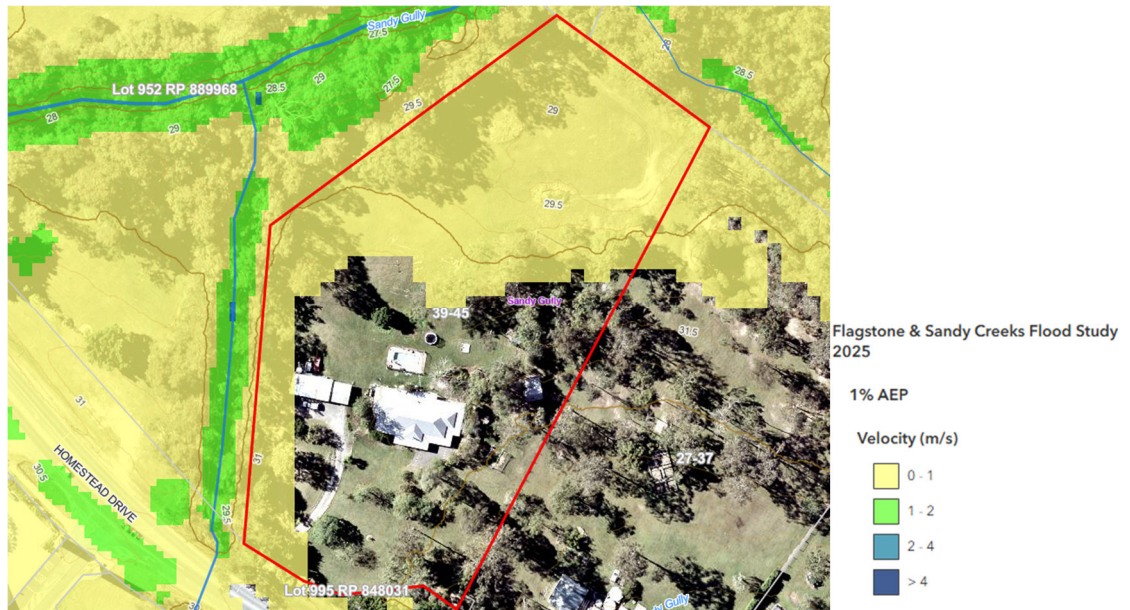 Sandy Gully
27.5
28
28.5
Lot 952 RP 889968
28.5
29
27.5
29.5
29
28
29
29.5
Sandy Gully
39-45
31.5
31
HOMESTEAD DRIVE
30.5
31
29.5
27-37
Lot 995 RP 848031
Flagstone & Sandy Creeks Flood Study
2025
1% AEP
Velocity (m/s)
0 - 1
1 - 2
2 - 4
> 4